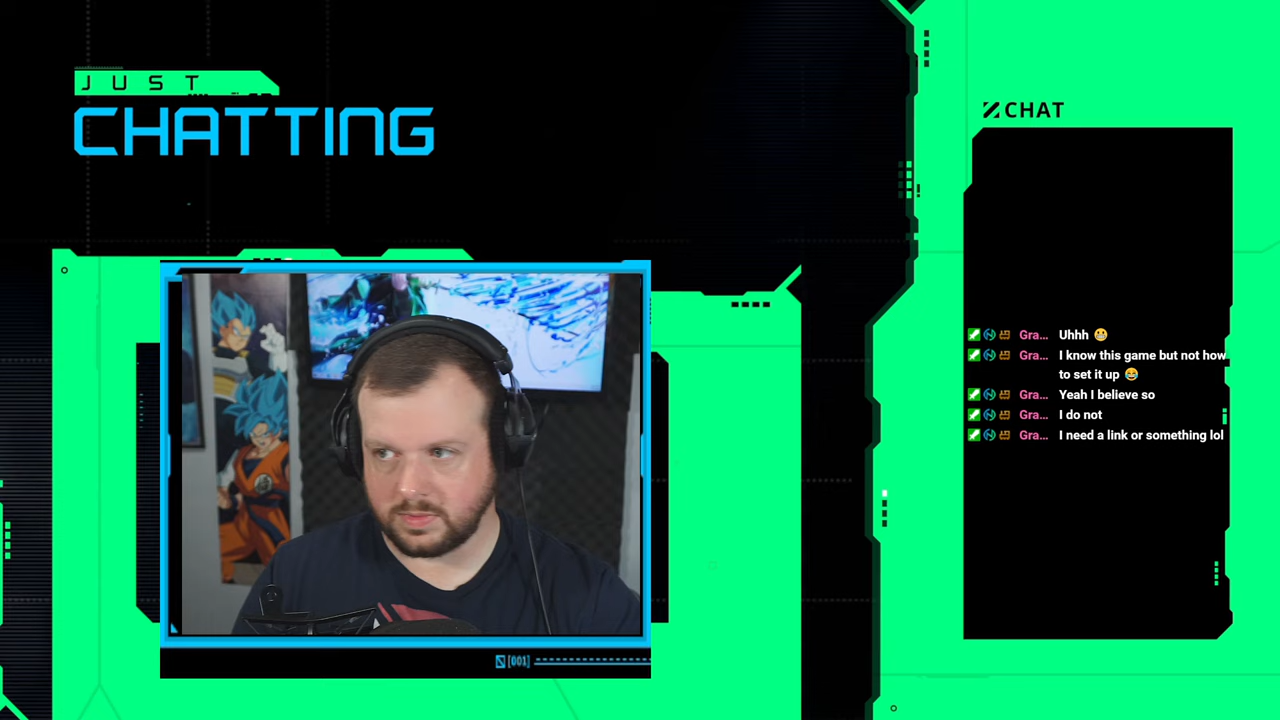 JUST
CHATTING
CHAT
Gra... Uhhh 😬
Gra... I know this game but not how
to set it up 😂
Gra... Yeah I believe so
Gra... I do not
Gra... I need a link or something lol
[001]